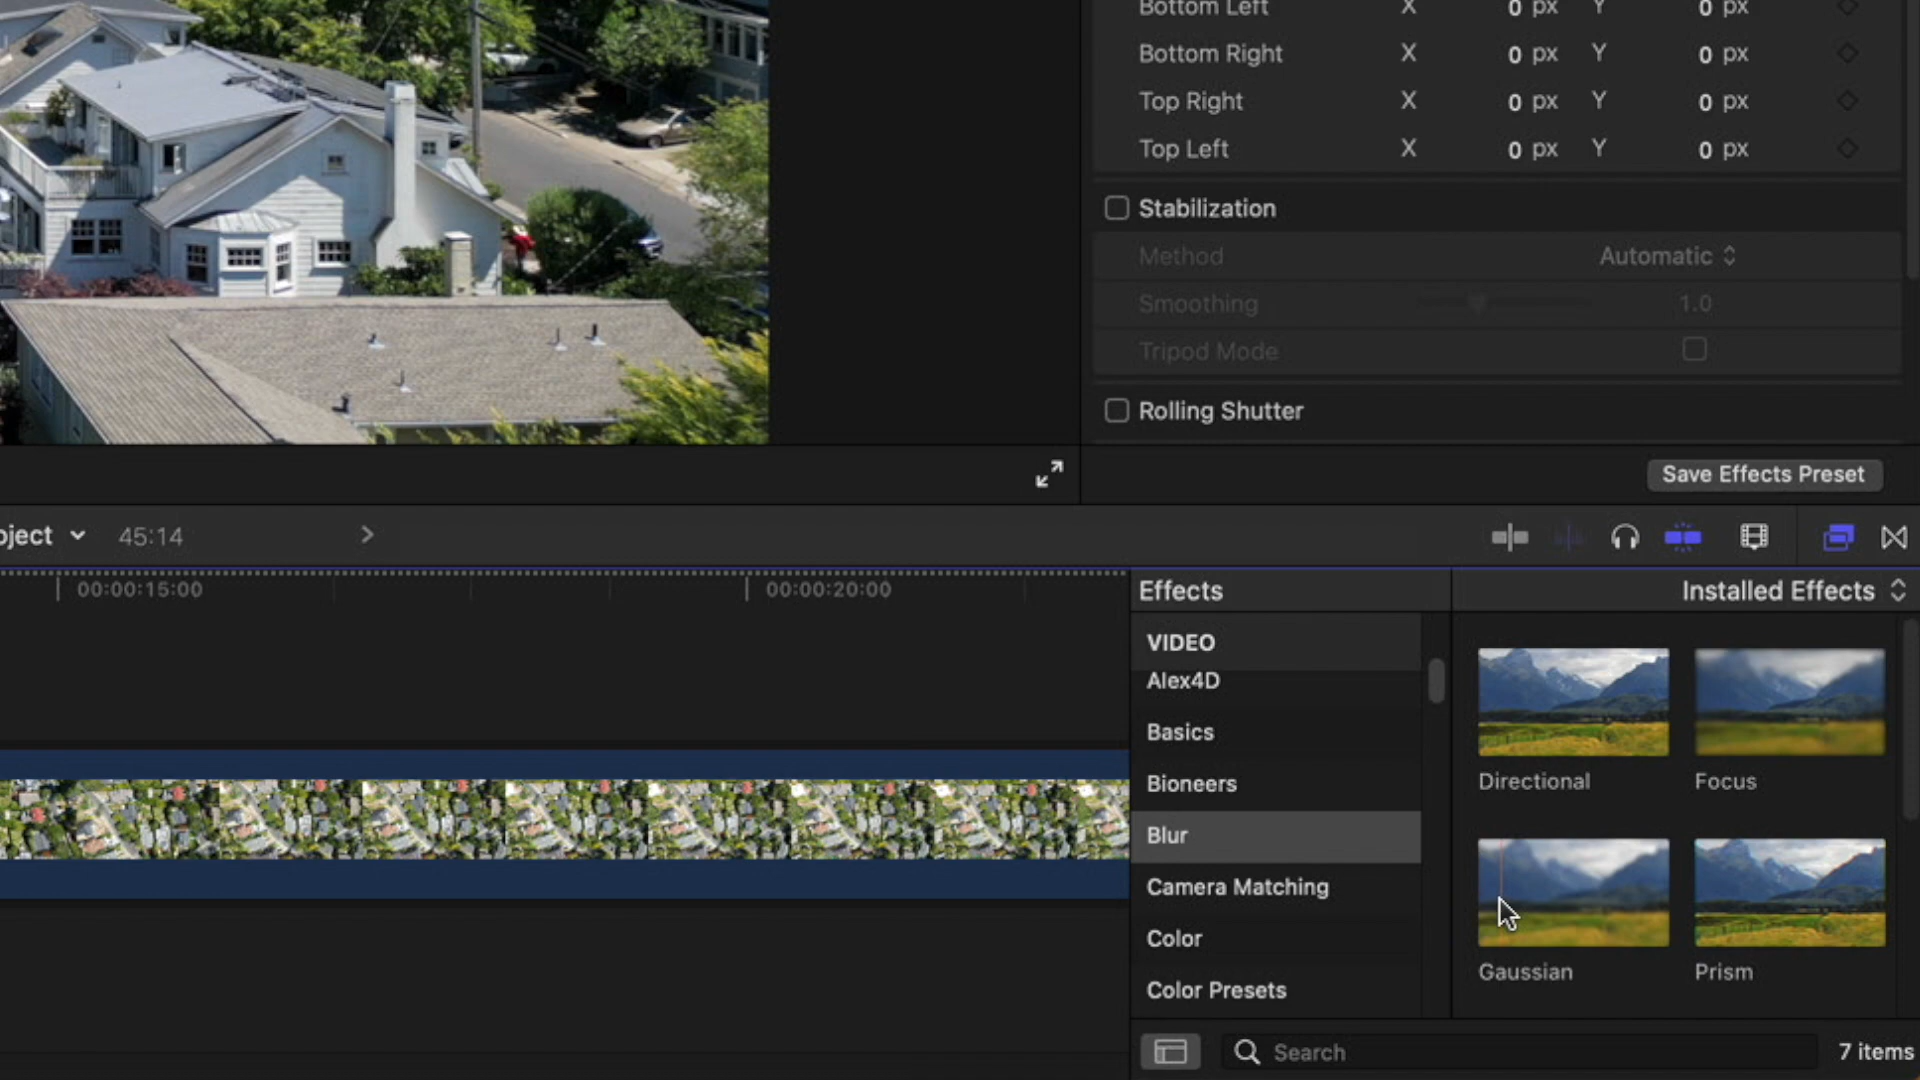 Bottom Left X 0 px Y 0 px
Bottom Right X 0 px Y 0 px
Top Right X 0 px Y 0 px
Top Left X 0 px Y 0 px
Stabilization
Method Automatic
Smoothing 1.0
Tripod Mode
Rolling Shutter
Save Effects Preset
oject 45:14
00:00:15:00 00:00:20:00
Effects
Installed Effects
VIDEO
Alex4D
Basics
Bioneers
Blur
Camera Matching
Color
Color Presets
Directional Focus
Gaussian Prism
Search
7 items